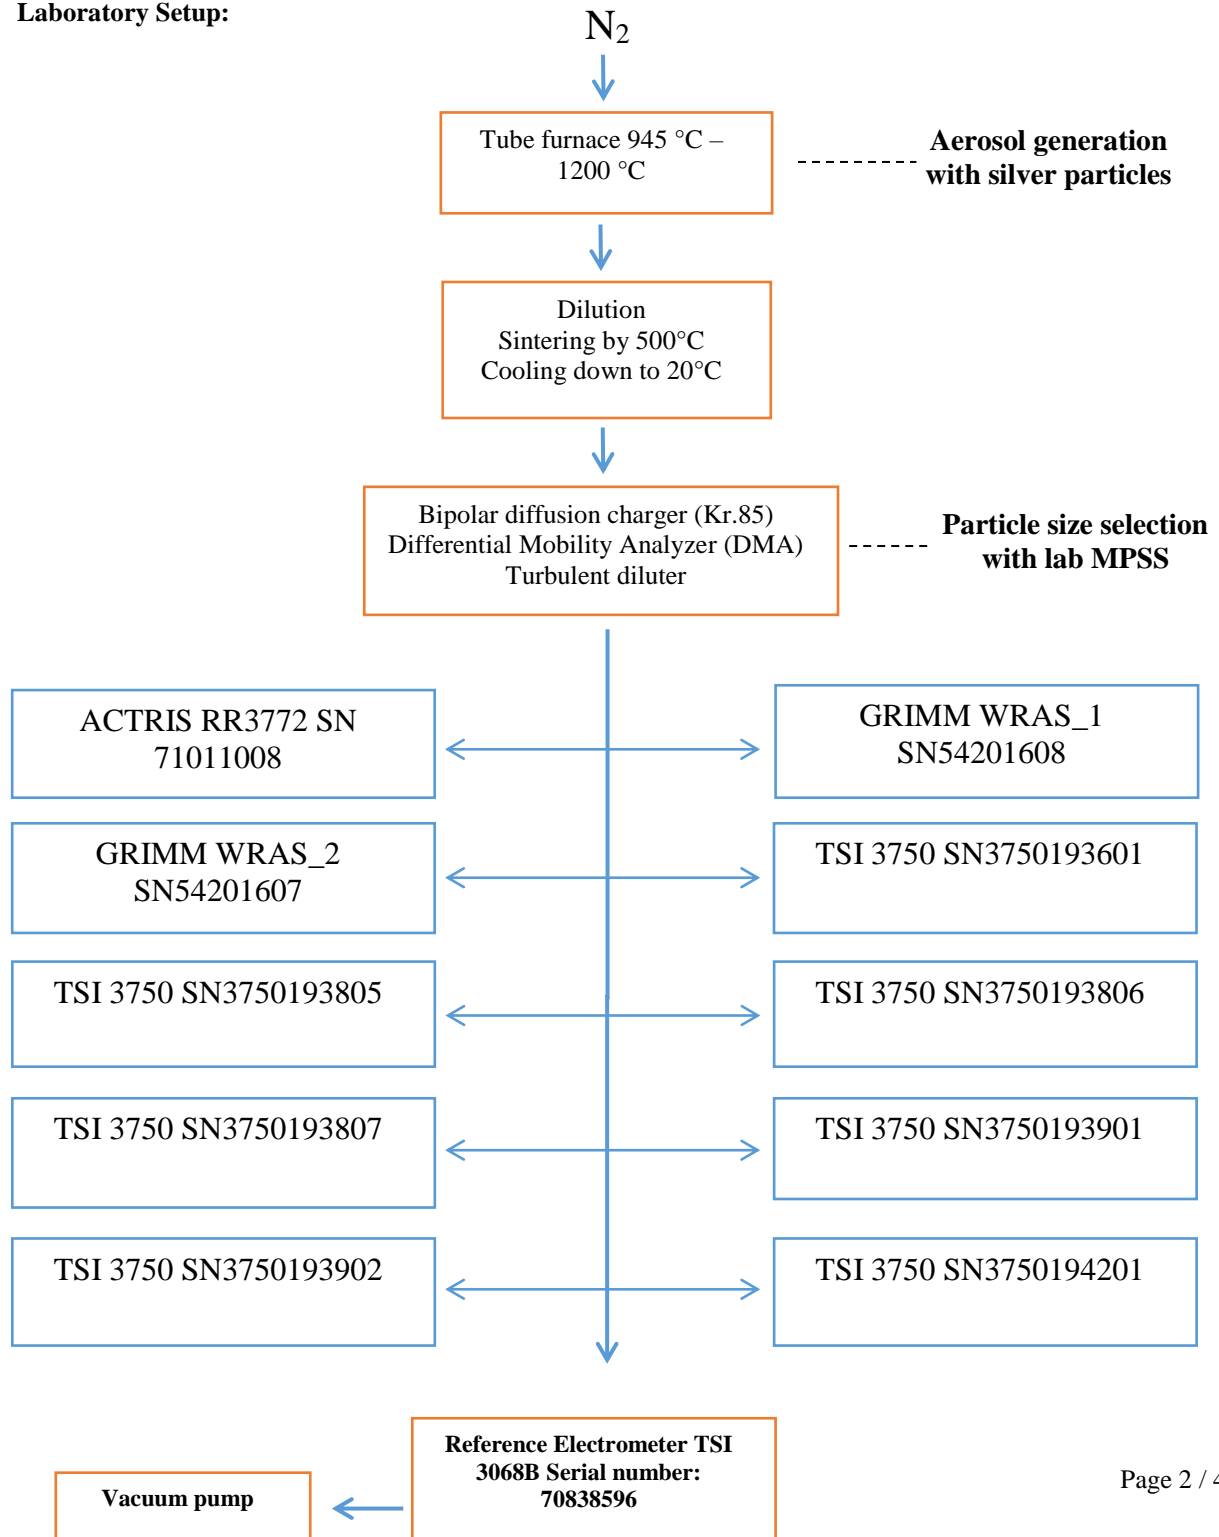 Laboratory Setup:
N₂
Tube furnace 945 °C –
1200 °C
Aerosol generation
with silver particles
Dilution
Sintering by 500°C
Cooling down to 20°C
Bipolar diffusion charger (Kr.85)
Differential Mobility Analyzer (DMA)
Turbulent diluter
Particle size selection
with lab MPSS
ACTRIS RR3772 SN
71011008
GRIMM WRAS_1
SN54201608
GRIMM WRAS_2
SN54201607
TSI 3750 SN3750193601
TSI 3750 SN3750193805
TSI 3750 SN3750193806
TSI 3750 SN3750193807
TSI 3750 SN3750193901
TSI 3750 SN3750193902
TSI 3750 SN3750194201
Reference Electrometer TSI
3068B Serial number:
70838596
Vacuum pump
Page 2 / 4